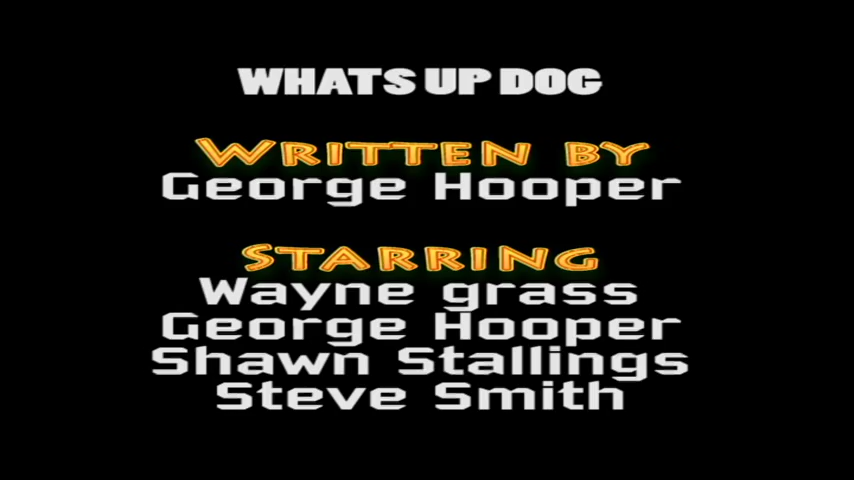 WHATS UP DOG
WRITTEN BY
George Hooper
STARRING
Wayne grass
George Hooper
Shawn Stallings
Steve Smith